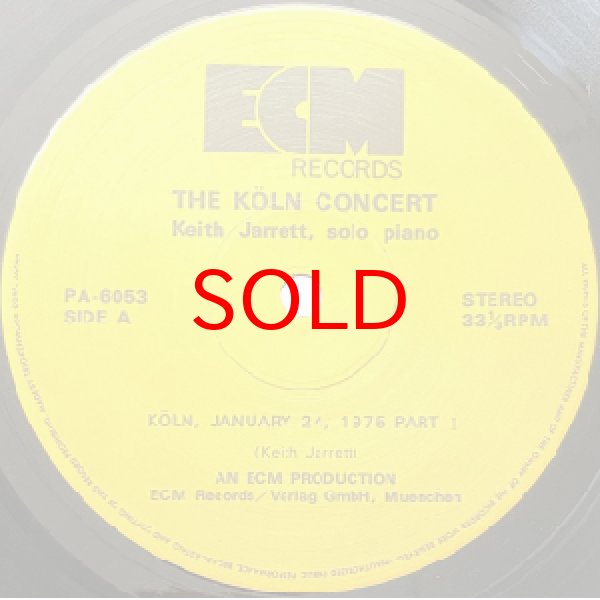 ECM
RECORDS
THE KÖLN CONCERT
Keith Jarrett, solo piano
PA-6053
SIDE A
SOLD
STEREO
33⅓RPM
KÖLN, JANUARY 24, 1975 PART I
(Keith Jarrett)
AN ECM PRODUCTION
ECM Records/Verlag GmbH, Muenchen